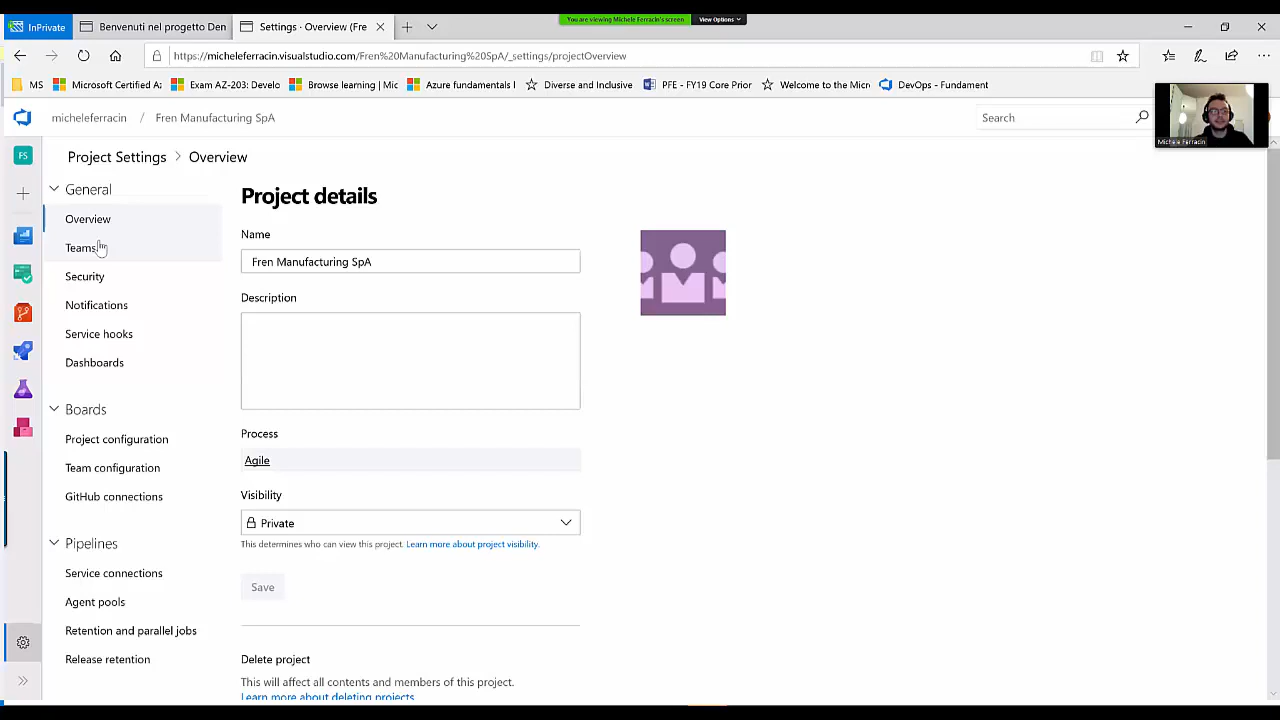 InPrivate
Benvenuti nel progetto Den
Settings · Overview (Fre
You are viewing Michele Ferracin's screen
View Options
https://micheleferracin.visualstudio.com/Fren%20Manufacturing%20SpA/_settings/projectOverview
MS
Microsoft Certified Az
Exam AZ-203: Develo
Browse learning | Mic
Azure fundamentals l
Diverse and Inclusive
PFE - FY19 Core Prior
Welcome to the Micr
DevOps - Fundament
micheleferracin / Fren Manufacturing SpA
Search
Michele Ferracin
FS
Project Settings > Overview
General
Overview
Teams
Security
Notifications
Service hooks
Dashboards
Boards
Project configuration
Team configuration
GitHub connections
Pipelines
Service connections
Agent pools
Retention and parallel jobs
Release retention
Project details
Name
Fren Manufacturing SpA
Description
Process
Agile
Visibility
Private
This determines who can view this project. Learn more about project visibility.
Save
Delete project
This will affect all contents and members of this project.
Learn more about deleting projects